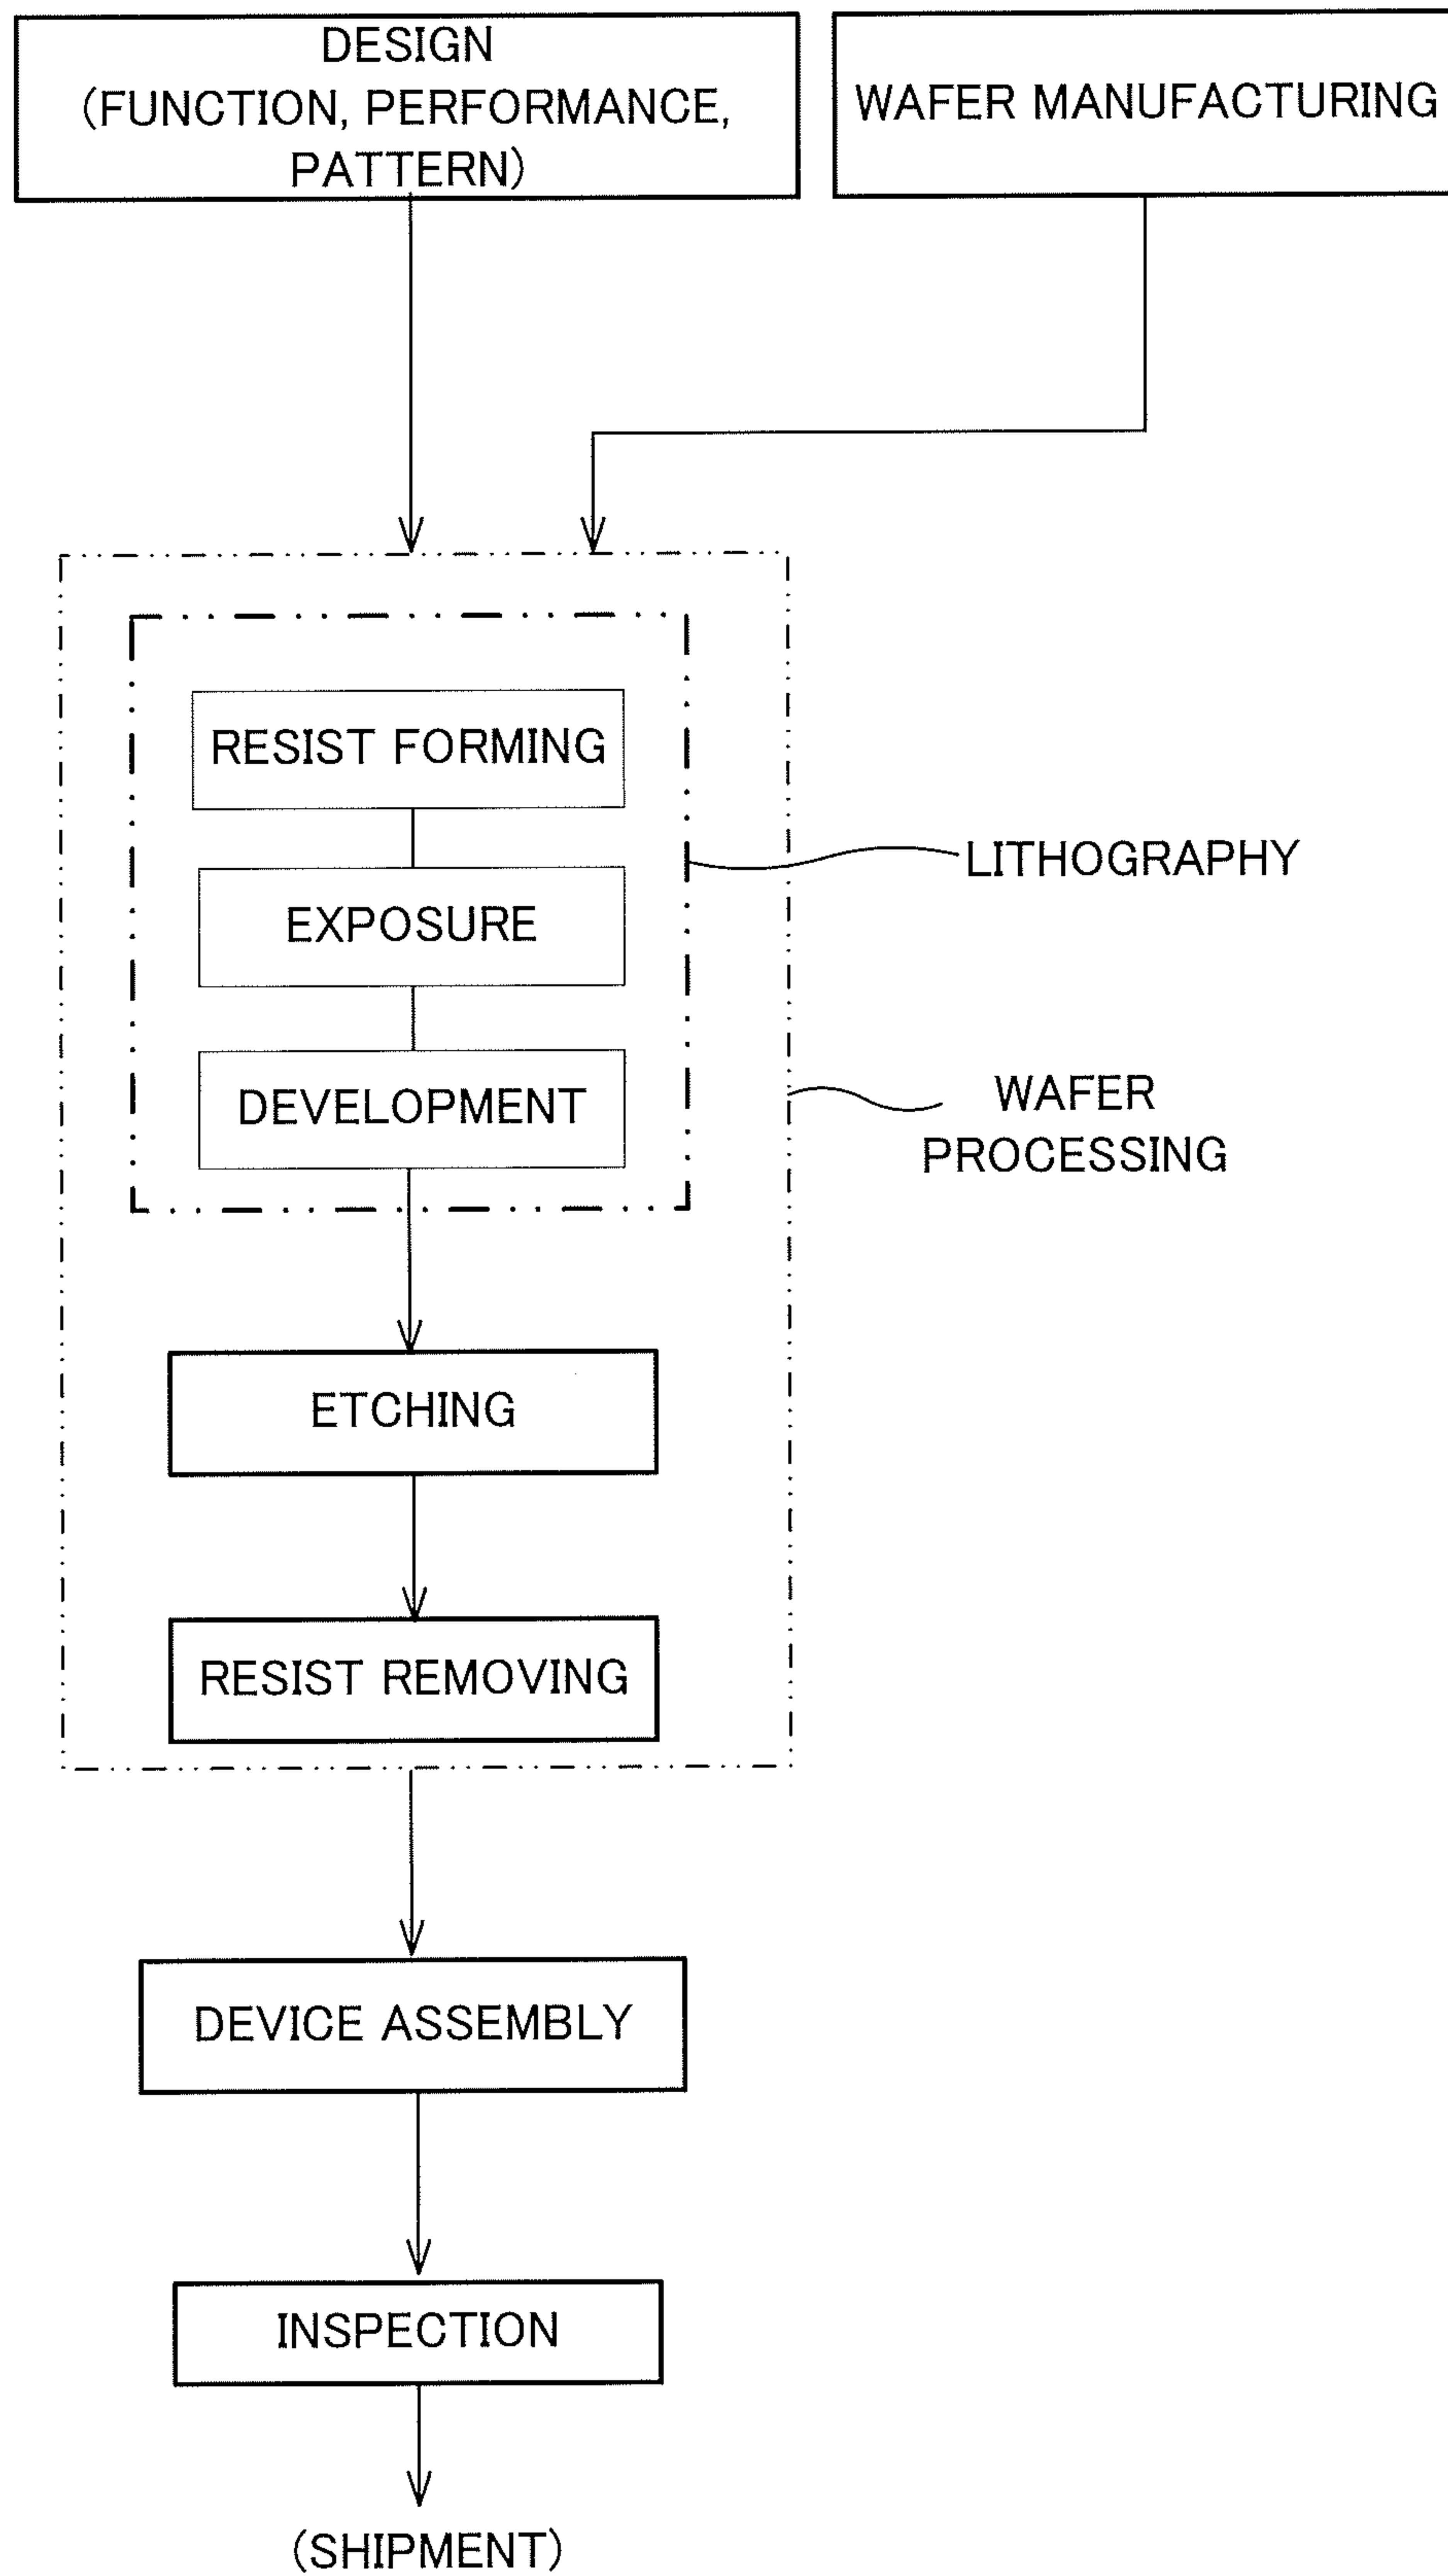 DESIGN
(FUNCTION, PERFORMANCE,
PATTERN)
WAFER MANUFACTURING
RESIST FORMING
EXPOSURE
LITHOGRAPHY
DEVELOPMENT
WAFER
PROCESSING
ETCHING
RESIST REMOVING
DEVICE ASSEMBLY
INSPECTION
(SHIPMENT)